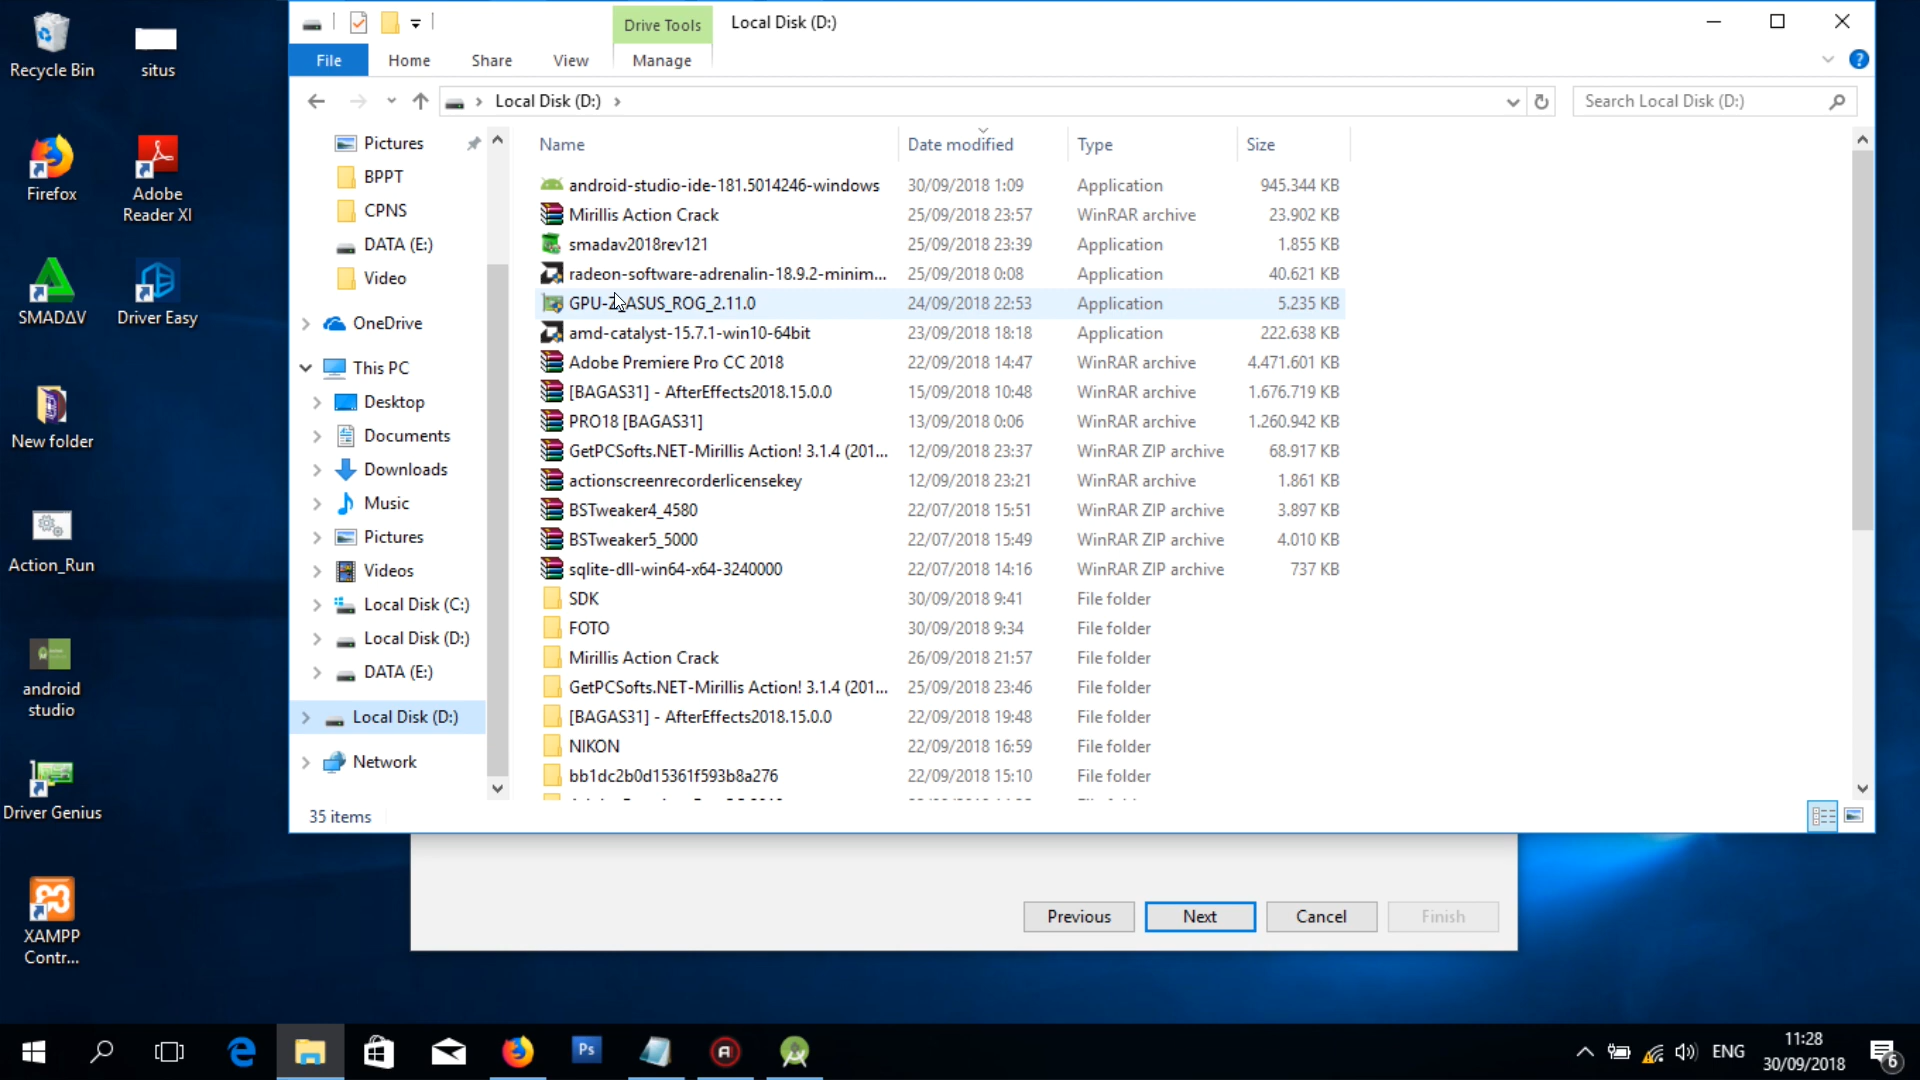 Recycle Bin
situs
Firefox
Adobe
Reader XI
SMADΔV
Driver Easy
New folder
Action_Run
android
studio
Driver Genius
XAMPP
Contr...
Drive Tools
Local Disk (D:)
File
Home
Share
View
Manage
Local Disk (D:)
Search Local Disk (D:)
Pictures
BPPT
CPNS
DATA (E:)
Video
OneDrive
This PC
Desktop
Documents
Downloads
Music
Pictures
Videos
Local Disk (C:)
Local Disk (D:)
DATA (E:)
Local Disk (D:)
Network
Name Date modified Type Size
android-studio-ide-181.5014246-windows 30/09/2018 1:09 Application 945.344 KB
Mirillis Action Crack 25/09/2018 23:57 WinRAR archive 23.902 KB
smadav2018rev121 25/09/2018 23:39 Application 1.855 KB
radeon-software-adrenalin-18.9.2-minim... 25/09/2018 0:08 Application 40.621 KB
GPU-Z_ASUS_ROG_2.11.0 24/09/2018 22:53 Application 5.235 KB
amd-catalyst-15.7.1-win10-64bit 23/09/2018 18:18 Application 222.638 KB
Adobe Premiere Pro CC 2018 22/09/2018 14:47 WinRAR archive 4.471.601 KB
[BAGAS31] - AfterEffects2018.15.0.0 15/09/2018 10:48 WinRAR archive 1.676.719 KB
PRO18 [BAGAS31] 13/09/2018 0:06 WinRAR archive 1.260.942 KB
GetPCSofts.NET-Mirillis Action! 3.1.4 (201... 12/09/2018 23:37 WinRAR ZIP archive 68.917 KB
actionscreenrecorderlicensekey 12/09/2018 23:21 WinRAR archive 1.861 KB
BSTweaker4_4580 22/07/2018 15:51 WinRAR ZIP archive 3.897 KB
BSTweaker5_5000 22/07/2018 15:49 WinRAR ZIP archive 4.010 KB
sqlite-dll-win64-x64-3240000 22/07/2018 14:16 WinRAR ZIP archive 737 KB
SDK 30/09/2018 9:41 File folder
FOTO 30/09/2018 9:34 File folder
Mirillis Action Crack 26/09/2018 21:57 File folder
GetPCSofts.NET-Mirillis Action! 3.1.4 (201... 25/09/2018 23:46 File folder
[BAGAS31] - AfterEffects2018.15.0.0 22/09/2018 19:48 File folder
NIKON 22/09/2018 16:59 File folder
bb1dc2b0d15361f593b8a276 22/09/2018 15:10 File folder
35 items
Previous
Next
Cancel
Finish
Ps
ENG
11:28
30/09/2018
6